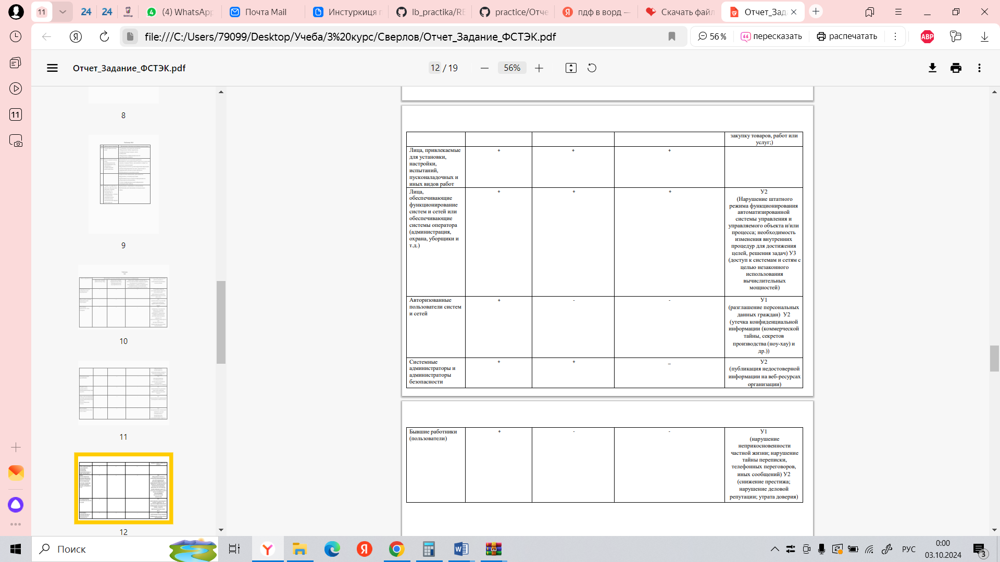 11
24
24
(4) WhatsApp
Почта Mail
Инстуркиця п
lb_practika/RE
practice/Отче
пдф в ворд —
Скачать файл
Отчет_Зада
file:///C:/Users/79099/Desktop/Учеба/3%20курс/Сверлов/Отчет_Задание_ФСТЭК.pdf
56 %
пересказать
распечатать
ABP
Отчет_Задание_ФСТЭК.pdf
12 / 19
56%
11
8
9
10
11
12
закупку товаров, работ или
услуг;)
Лица, привлекаемые
для установки,
настройки,
испытаний,
пусконаладочных и
иных видов работ
+
+
+
Лица,
обеспечивающие
функционирование
систем и сетей или
обеспечивающие
системы оператора
(администрация,
охрана, уборщики и
т.д.)
+
+
+
У2
(Нарушение штатного
режима функционирования
автоматизированной
системы управления и
управляемого объекта и/или
процесса; необходимость
изменения внутренних
процедур для достижения
целей, решения задач) У3
(доступ к системам и сетям с
целью незаконного
использования
вычислительных
мощностей)
Авторизованные
пользователи систем
и сетей
+
-
-
У1
(разглашение персональных
данных граждан) У2
(утечка конфиденциальной
информации (коммерческой
тайны, секретов
производства (ноу-хау) и
др.))
Системные
администраторы и
администраторы
безопасности
+
+
_
У2
(публикация недостоверной
информации на веб-ресурсах
организации)
Бывшие работники
(пользователи)
+
-
-
У1
(нарушение
неприкосновенности
частной жизни; нарушение
тайны переписки,
телефонных переговоров,
иных сообщений) У2
(снижение престижа;
нарушение деловой
репутации; утрата доверия)
Поиск
РУС
0:00
03.10.2024
3